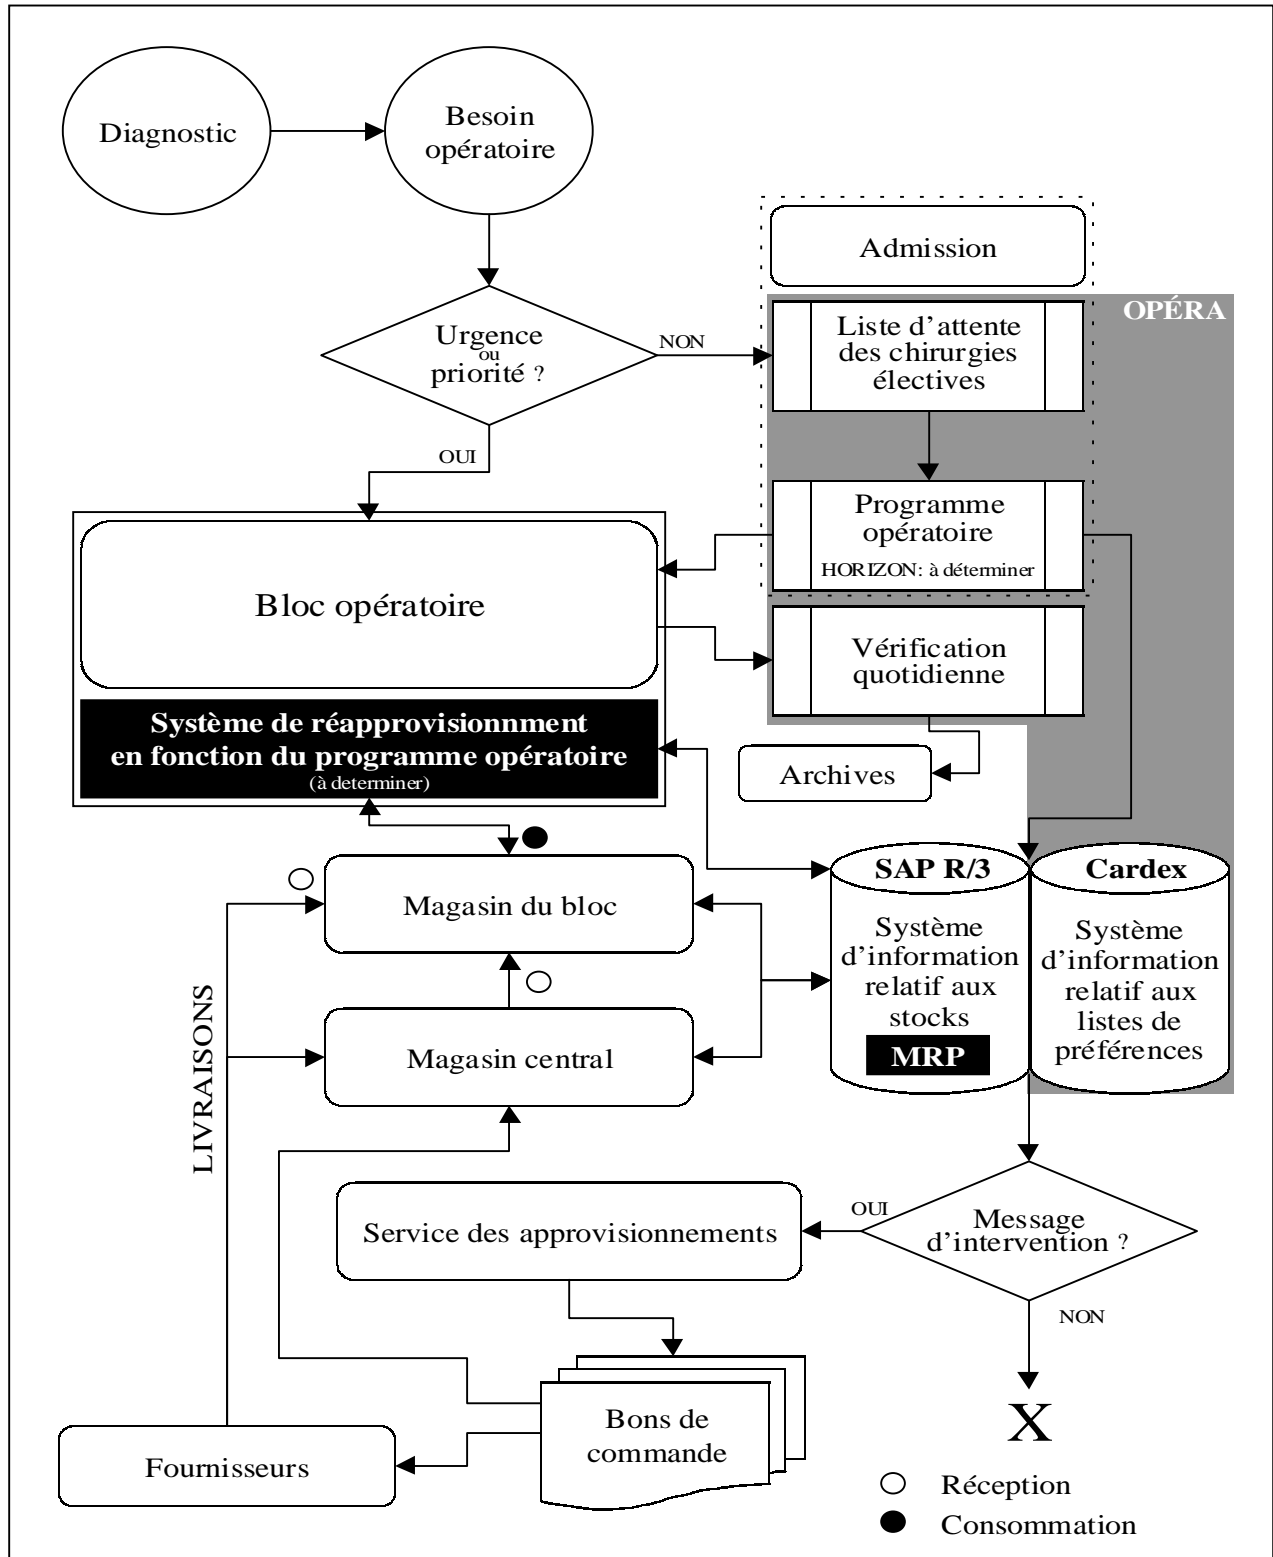 Diagnostic
Besoin
opératoire
Admission
OPÉRA
Urgence
ou
priorité ?
NON
Liste d'attente
des chirurgies
électives
OUI
Programme
opératoire
HORIZON: à déterminer
Bloc opératoire
Vérification
quotidienne
Système de réapprovisionnment
en fonction du programme opératoire
(à determiner)
Archives
SAP R/3
Cardex
Magasin du bloc
Système
d'information
relatif aux
stocks
MRP
Système
d'information
relatif aux
listes de
préférences
LIVRAISONS
Magasin central
Service des approvisionnements
OUI
Message
d'intervention ?
NON
X
Bons de
commande
Fournisseurs
Réception
Consommation